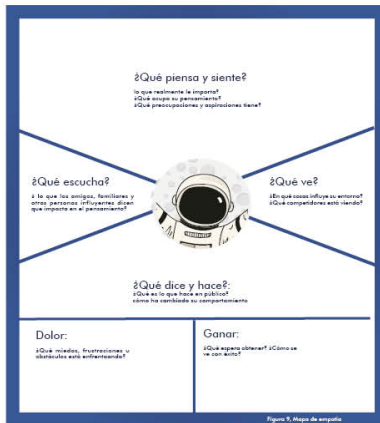 ¿Qué piensa y siente?
lo que realmente le importa?
¿Qué ocupa su pensamiento?
¿Qué preocupaciones y aspiraciones tiene?
¿Qué escucha?
¿ lo que los amigos, familiares y
otras personas influyentes dicen
que impacta en el pensamiento?
¿Qué ve?
¿En qué cosas influye su entorno?
¿Qué competidores está viendo?
¿Qué dice y hace?:
¿Qué es lo que hace en público?
cómo ha cambiado su comportamiento
Dolor:
¿Qué miedos, frustraciones u
obstáculos está enfrentando?
Ganar:
¿Qué espera obtener? ¿Cómo se
ve con éxito?
Figura 9, Mapa de empatía